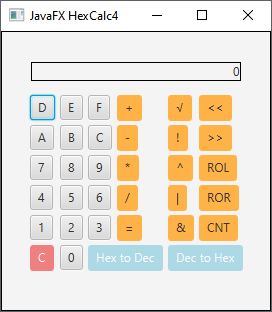 JavaFX HexCalc4
0
D E F + √ <<
A B C - ! >>
7 8 9 * ^ ROL
4 5 6 / | ROR
1 2 3 = & CNT
C 0 Hex to Dec Dec to Hex